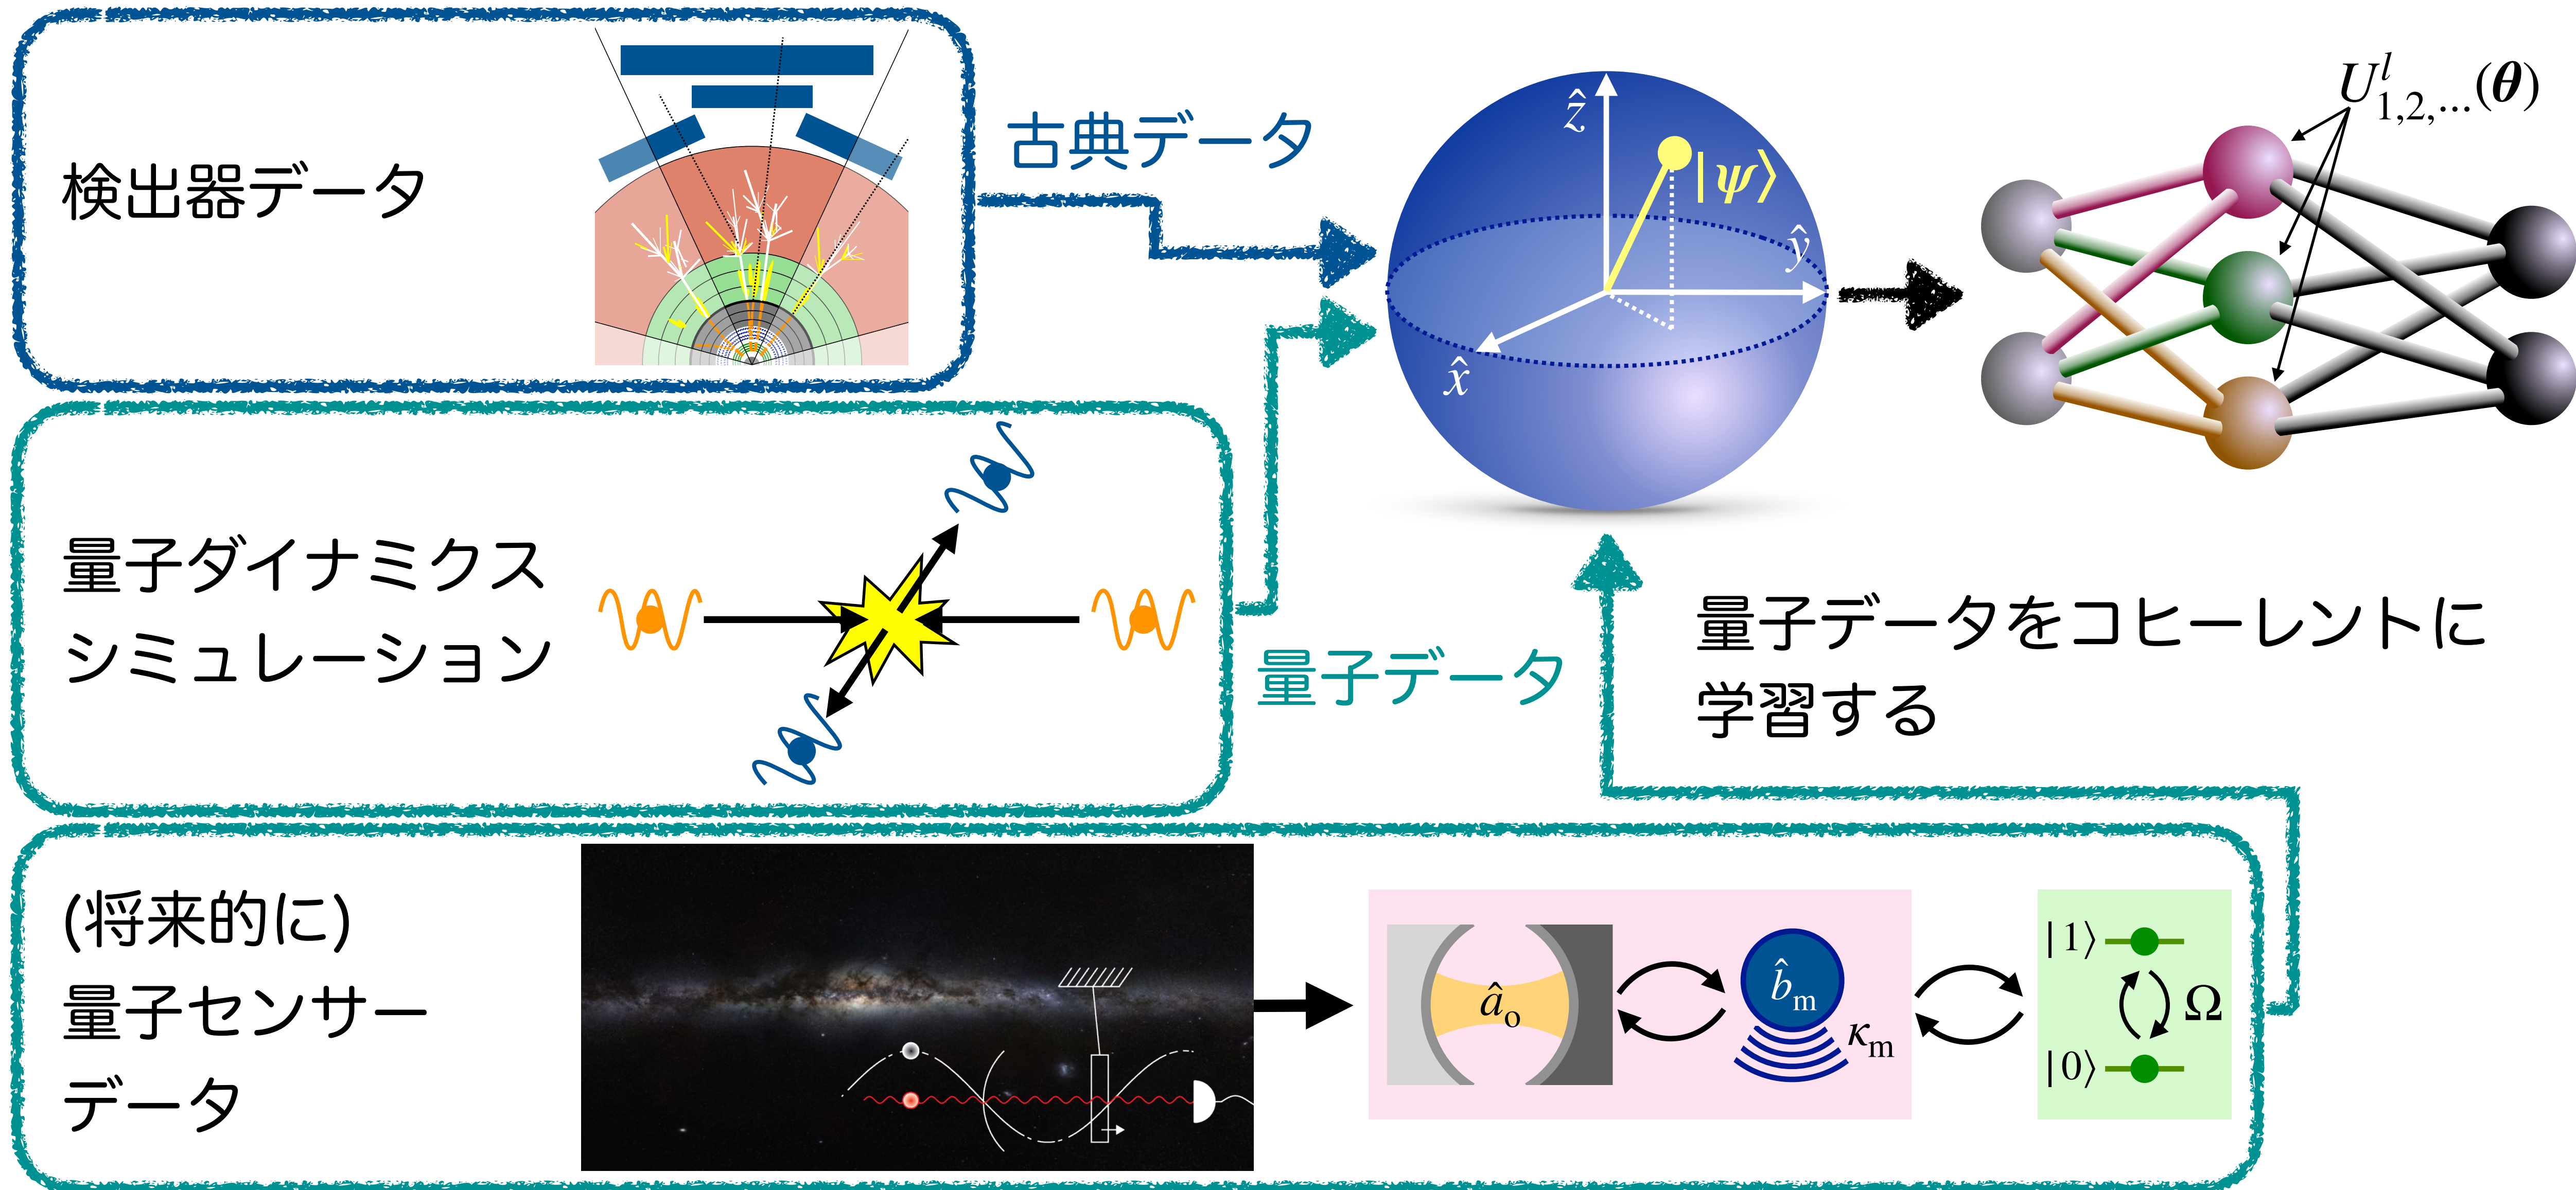 検出器データ
古典データ
ẑ
|ψ⟩
ŷ
x̂
U^l_{1,2,...}(θ)
量子ダイナミクス
シミュレーション
量子データ
量子データをコヒーレントに
学習する
(将来的に)
量子センサー
データ
â_o
b̂_m
κ_m
|1⟩
Ω
|0⟩